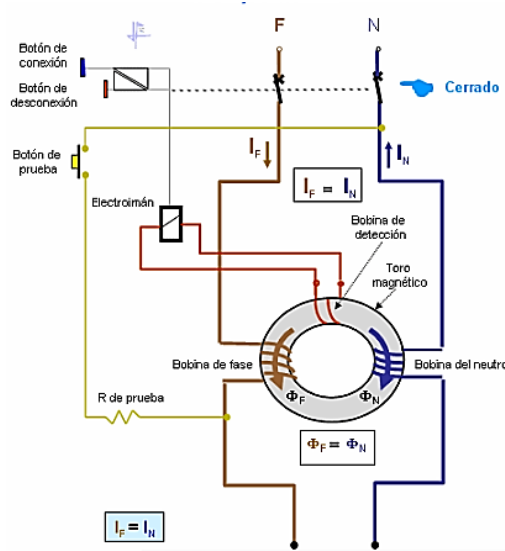 F
N
Botón de
conexión
Botón de
desconexión
Cerrado
Botón de
prueba
I_F
I_N
I_F = I_N
Electroimán
Bobina de
detección
Toro
magnético
Bobina de fase
Bobina del neutro
Φ_F
Φ_N
R de prueba
Φ_F = Φ_N
I_F = I_N